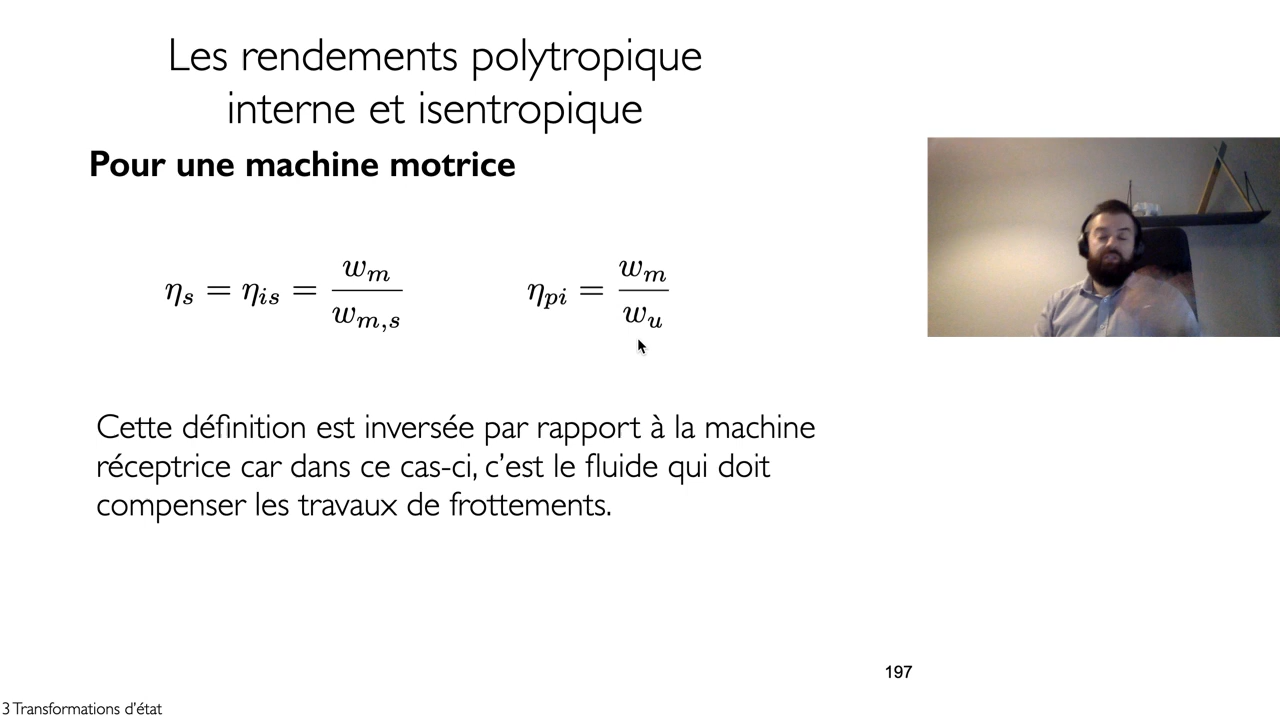 Les rendements polytropique
interne et isentropique
Pour une machine motrice
η_s = η_is = w_m / w_m,s
η_pi = w_m / w_u
Cette définition est inversée par rapport à la machine
réceptrice car dans ce cas-ci, c’est le fluide qui doit
compenser les travaux de frottements.
197
3 Transformations d’état